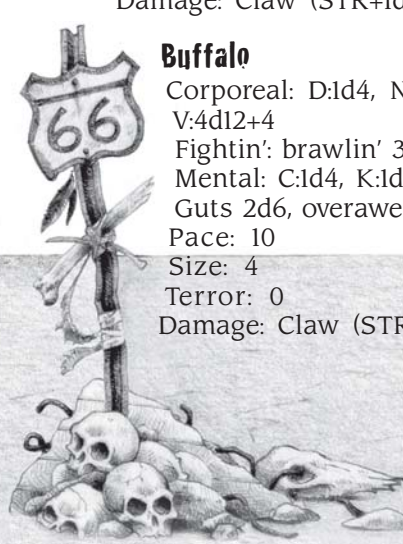 Damage: Claw (STR+1d
Buffalo
Corporeal: D:1d4, N
V:4d12+4
Fightin': brawlin' 3
Mental: C:1d4, K:1d
Guts 2d6, overawe
Pace: 10
Size: 4
Terror: 0
Damage: Claw (STR
66